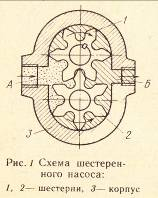 1
А
Б
3
2
Рис. 1 Схема шестерен-
ного насоса:
1, 2— шестерни, 3— корпус